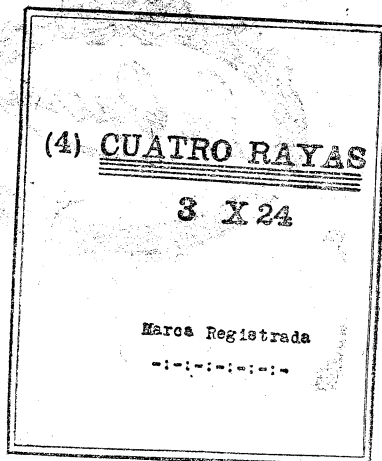 (4) CUATRO RAYAS
3 X 24
Marca Registrada
-:-:-:-:-:-:-